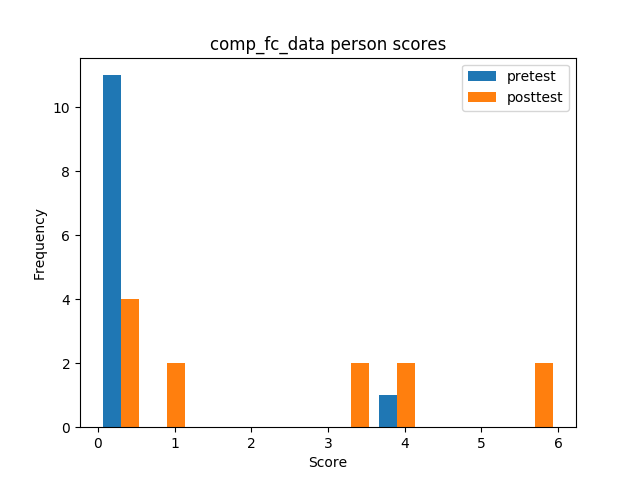 comp_fc_data person scores
pretest
posttest
10
8
6
4
2
0
Frequency
0 1 2 3 4 5 6
Score